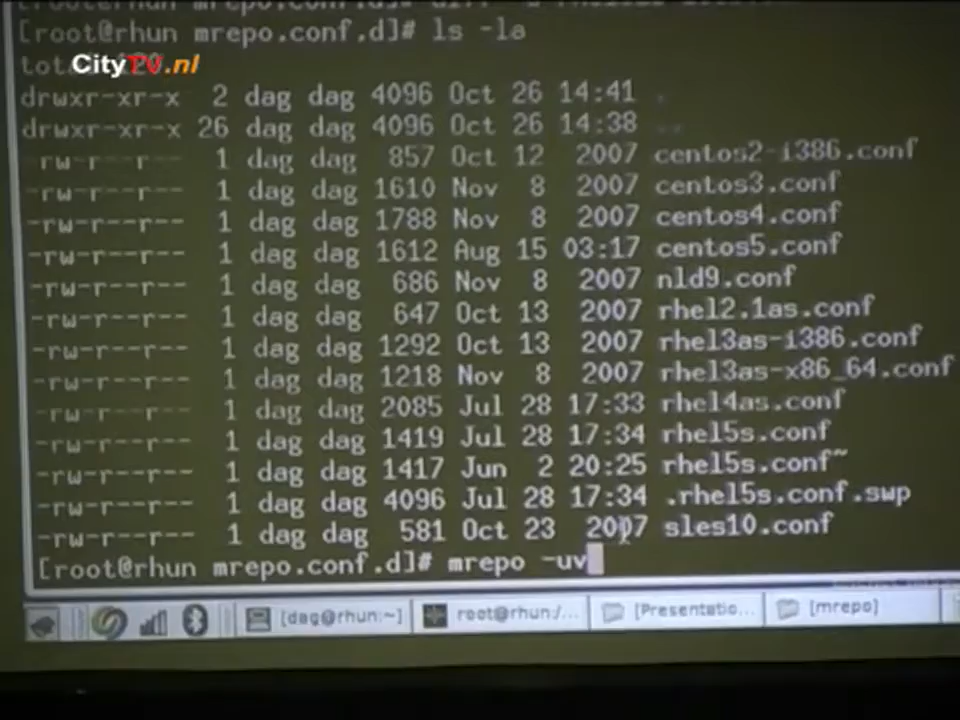 [root@rhun mrepo.conf.d]# ls -la
CityTV.nl
drwxr-xr-x 2 dag dag 4096 Oct 26 14:41 .
drwxr-xr-x 26 dag dag 4096 Oct 26 14:38 ..
-rw-r--r-- 1 dag dag 857 Oct 12 2007 centos2-i386.conf
-rw-r--r-- 1 dag dag 1610 Nov 8 2007 centos3.conf
-rw-r--r-- 1 dag dag 1788 Nov 8 2007 centos4.conf
-rw-r--r-- 1 dag dag 1612 Aug 15 03:17 centos5.conf
-rw-r--r-- 1 dag dag 686 Nov 8 2007 nld9.conf
-rw-r--r-- 1 dag dag 647 Oct 13 2007 rhel2.1as.conf
-rw-r--r-- 1 dag dag 1292 Oct 13 2007 rhel3as-i386.conf
-rw-r--r-- 1 dag dag 1218 Nov 8 2007 rhel3as-x86_64.conf
-rw-r--r-- 1 dag dag 2085 Jul 28 17:33 rhel4as.conf
-rw-r--r-- 1 dag dag 1419 Jul 28 17:34 rhel5s.conf
-rw-r--r-- 1 dag dag 1417 Jun 2 20:25 rhel5s.conf~
-rw-r--r-- 1 dag dag 4096 Jul 28 17:34 .rhel5s.conf.swp
-rw-r--r-- 1 dag dag 581 Oct 23 2007 sles10.conf
[root@rhun mrepo.conf.d]# mrepo -uv
[dag@rhun:~] root@rhun:/... [Presentatio... [mrepo]